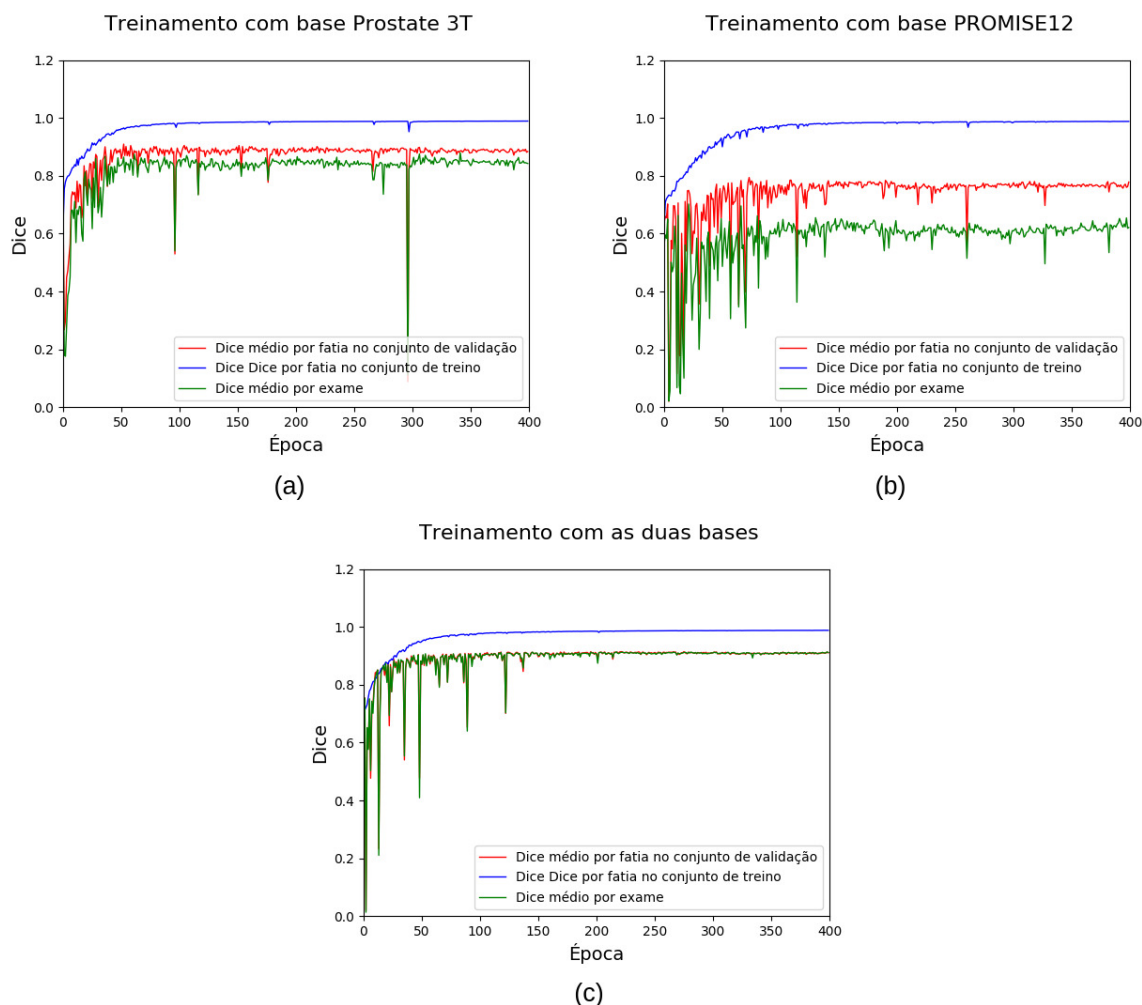 Treinamento com base Prostate 3T
1.2
1.0
0.8
0.6
0.4
0.2
0.0
Dice
Dice médio por fatia no conjunto de validação
Dice Dice por fatia no conjunto de treino
Dice médio por exame
0 50 100 150 200 250 300 350 400
Época
(a)
Treinamento com base PROMISE12
1.2
1.0
0.8
0.6
0.4
0.2
0.0
Dice
Dice médio por fatia no conjunto de validação
Dice Dice por fatia no conjunto de treino
Dice médio por exame
0 50 100 150 200 250 300 350 400
Época
(b)
Treinamento com as duas bases
1.2
1.0
0.8
0.6
0.4
0.2
0.0
Dice
Dice médio por fatia no conjunto de validação
Dice Dice por fatia no conjunto de treino
Dice médio por exame
0 50 100 150 200 250 300 350 400
Época
(c)